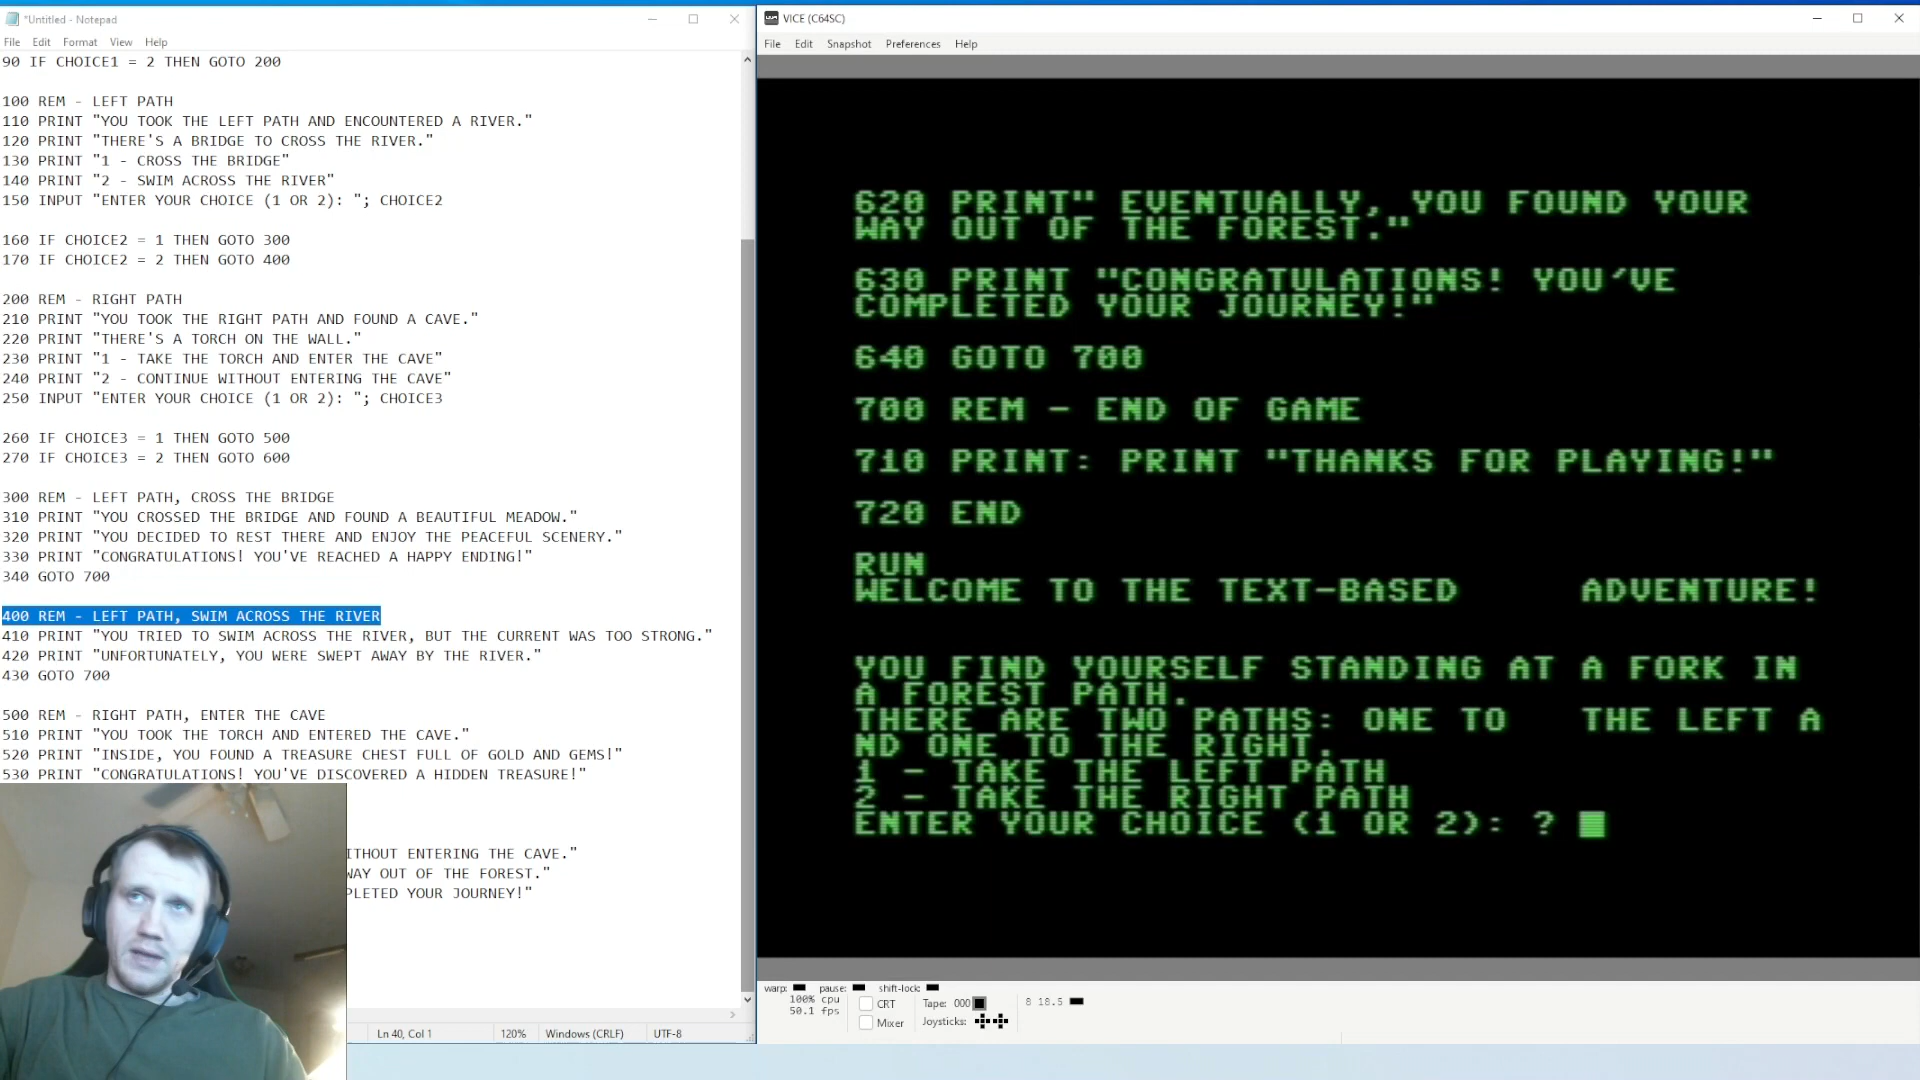 *Untitled - Notepad
File Edit Format View Help
90 IF CHOICE1 = 2 THEN GOTO 200
100 REM - LEFT PATH
110 PRINT "YOU TOOK THE LEFT PATH AND ENCOUNTERED A RIVER."
120 PRINT "THERE'S A BRIDGE TO CROSS THE RIVER."
130 PRINT "1 - CROSS THE BRIDGE"
140 PRINT "2 - SWIM ACROSS THE RIVER"
150 INPUT "ENTER YOUR CHOICE (1 OR 2): "; CHOICE2
160 IF CHOICE2 = 1 THEN GOTO 300
170 IF CHOICE2 = 2 THEN GOTO 400
200 REM - RIGHT PATH
210 PRINT "YOU TOOK THE RIGHT PATH AND FOUND A CAVE."
220 PRINT "THERE'S A TORCH ON THE WALL."
230 PRINT "1 - TAKE THE TORCH AND ENTER THE CAVE"
240 PRINT "2 - CONTINUE WITHOUT ENTERING THE CAVE"
250 INPUT "ENTER YOUR CHOICE (1 OR 2): "; CHOICE3
260 IF CHOICE3 = 1 THEN GOTO 500
270 IF CHOICE3 = 2 THEN GOTO 600
300 REM - LEFT PATH, CROSS THE BRIDGE
310 PRINT "YOU CROSSED THE BRIDGE AND FOUND A BEAUTIFUL MEADOW."
320 PRINT "YOU DECIDED TO REST THERE AND ENJOY THE PEACEFUL SCENERY."
330 PRINT "CONGRATULATIONS! YOU'VE REACHED A HAPPY ENDING!"
340 GOTO 700
400 REM - LEFT PATH, SWIM ACROSS THE RIVER
410 PRINT "YOU TRIED TO SWIM ACROSS THE RIVER, BUT THE CURRENT WAS TOO STRONG."
420 PRINT "UNFORTUNATELY, YOU WERE SWEPT AWAY BY THE RIVER."
430 GOTO 700
500 REM - RIGHT PATH, ENTER THE CAVE
510 PRINT "YOU TOOK THE TORCH AND ENTERED THE CAVE."
520 PRINT "INSIDE, YOU FOUND A TREASURE CHEST FULL OF GOLD AND GEMS!"
530 PRINT "CONGRATULATIONS! YOU'VE DISCOVERED A HIDDEN TREASURE!"
ITHOUT ENTERING THE CAVE."
WAY OUT OF THE FOREST."
PLETED YOUR JOURNEY!"
Ln 40, Col 1 120% Windows (CRLF) UTF-8
VICE (C64SC)
File Edit Snapshot Preferences Help
620 PRINT" EVENTUALLY, YOU FOUND YOUR
WAY OUT OF THE FOREST."
630 PRINT "CONGRATULATIONS! YOU'VE
COMPLETED YOUR JOURNEY!"
640 GOTO 700
700 REM - END OF GAME
710 PRINT: PRINT "THANKS FOR PLAYING!"
720 END
RUN
WELCOME TO THE TEXT-BASED ADVENTURE!
YOU FIND YOURSELF STANDING AT A FORK IN
A FOREST PATH.
THERE ARE TWO PATHS: ONE TO THE LEFT A
ND ONE TO THE RIGHT.
1 - TAKE THE LEFT PATH
2 - TAKE THE RIGHT PATH
ENTER YOUR CHOICE (1 OR 2): ?
warp: pause: shift-lock:
100% cpu CRT Tape: 000 8 18.5
50.1 fps Mixer Joysticks: